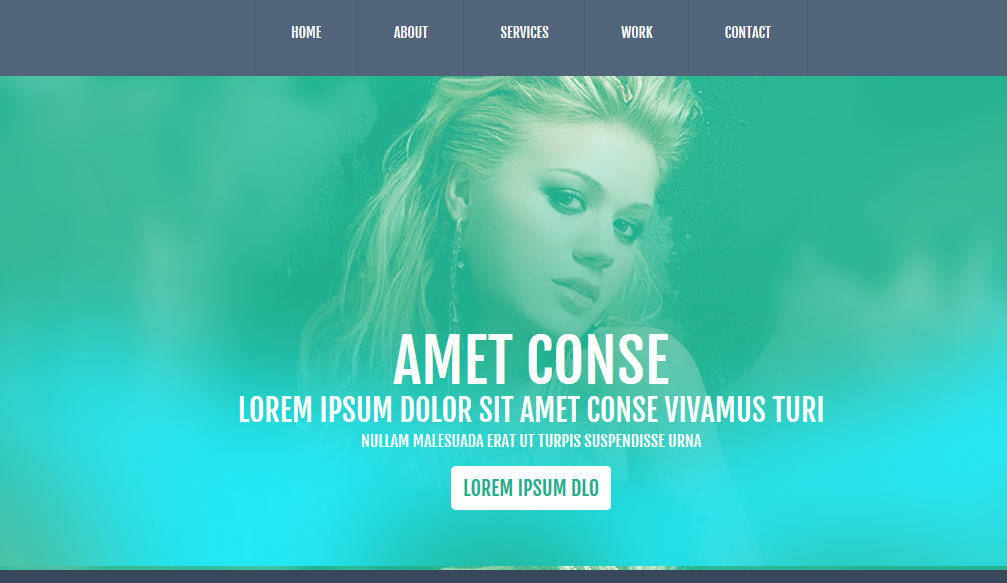 HOME ABOUT SERVICES WORK CONTACT
AMET CONSE
LOREM IPSUM DOLOR SIT AMET CONSE VIVAMUS TURI
NULLAM MALESUADA ERAT UT TURPIS SUSPENDISSE URNA
LOREM IPSUM DLO